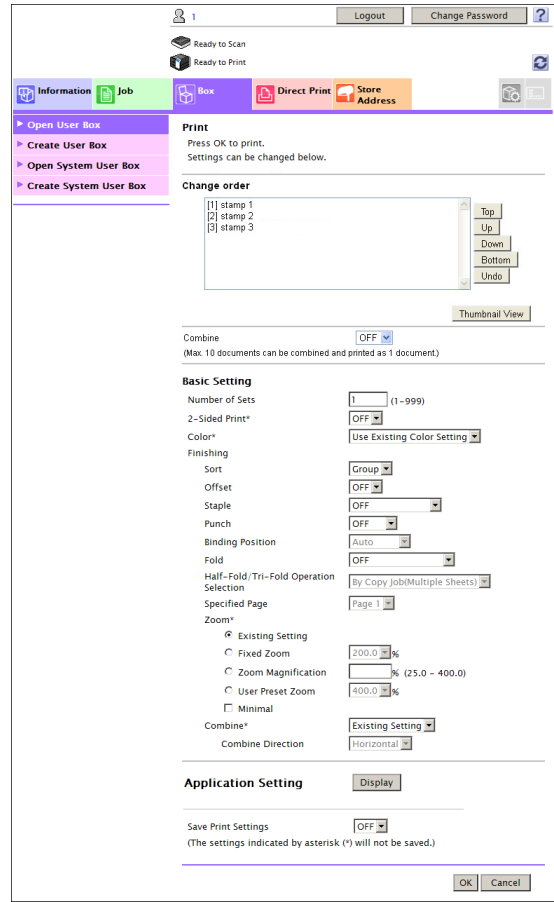 1
Logout
Change Password
?
Ready to Scan
Ready to Print
Information
Job
Box
Direct Print
Store
Address
Open User Box
Create User Box
Open System User Box
Create System User Box
Print
Press OK to print.
Settings can be changed below.
Change order
[1] stamp 1
[2] stamp 2
[3] stamp 3
Top
Up
Down
Bottom
Undo
Thumbnail View
Combine OFF
(Max. 10 documents can be combined and printed as 1 document.)
Basic Setting
Number of Sets 1 (1-999)
2-Sided Print* OFF
Color* Use Existing Color Setting
Finishing
Sort Group
Offset OFF
Staple OFF
Punch OFF
Binding Position Auto
Fold OFF
Half-Fold/Tri-Fold Operation
Selection By Copy Job(Multiple Sheets)
Specified Page Page 1
Zoom*
Existing Setting
Fixed Zoom 200.0 %
Zoom Magnification % (25.0 - 400.0)
User Preset Zoom 400.0 %
Minimal
Combine* Existing Setting
Combine Direction Horizontal
Application Setting Display
Save Print Settings OFF
(The settings indicated by asterisk (*) will not be saved.)
OK Cancel